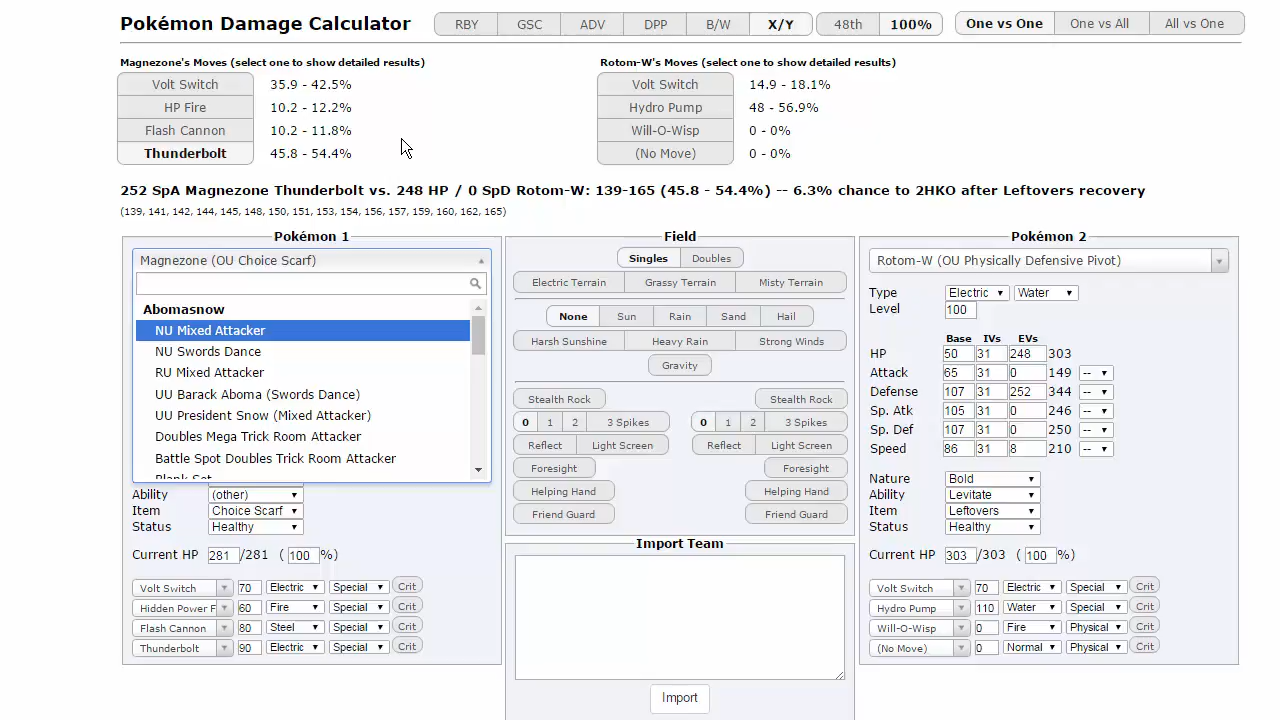 Pokémon Damage Calculator RBY GSC ADV DPP B/W X/Y 48th 100% One vs One One vs All All vs One
Magnezone's Moves (select one to show detailed results) Rotom-W's Moves (select one to show detailed results)
Volt Switch 35.9 - 42.5% Volt Switch 14.9 - 18.1%
HP Fire 10.2 - 12.2% Hydro Pump 48 - 56.9%
Flash Cannon 10.2 - 11.8% Will-O-Wisp 0 - 0%
Thunderbolt 45.8 - 54.4% (No Move) 0 - 0%
252 SpA Magnezone Thunderbolt vs. 248 HP / 0 SpD Rotom-W: 139-165 (45.8 - 54.4%) -- 6.3% chance to 2HKO after Leftovers recovery
(139, 141, 142, 144, 145, 148, 150, 151, 153, 154, 156, 157, 159, 160, 162, 165)
Pokémon 1
Magnezone (OU Choice Scarf)
Abomasnow
NU Mixed Attacker
NU Swords Dance
RU Mixed Attacker
UU Barack Aboma (Swords Dance)
UU President Snow (Mixed Attacker)
Doubles Mega Trick Room Attacker
Battle Spot Doubles Trick Room Attacker
Blank Set
Ability (other)
Item Choice Scarf
Status Healthy
Current HP 281/281 (100%)
Volt Switch 70 Electric Special Crit
Hidden Power F 60 Fire Special Crit
Flash Cannon 80 Steel Special Crit
Thunderbolt 90 Electric Special Crit
Field
Singles Doubles
Electric Terrain Grassy Terrain Misty Terrain
None Sun Rain Sand Hail
Harsh Sunshine Heavy Rain Strong Winds
Gravity
Stealth Rock Stealth Rock
0 1 2 3 Spikes 0 1 2 3 Spikes
Reflect Light Screen Reflect Light Screen
Foresight Foresight
Helping Hand Helping Hand
Friend Guard Friend Guard
Import Team
Import
Pokémon 2
Rotom-W (OU Physically Defensive Pivot)
Type Electric Water
Level 100
Base IVs EVs
HP 50 31 248 303
Attack 65 31 0 149 --
Defense 107 31 252 344 --
Sp. Atk 105 31 0 246 --
Sp. Def 107 31 0 250 --
Speed 86 31 8 210 --
Nature Bold
Ability Levitate
Item Leftovers
Status Healthy
Current HP 303/303 (100%)
Volt Switch 70 Electric Special Crit
Hydro Pump 110 Water Special Crit
Will-O-Wisp 0 Fire Physical Crit
(No Move) 0 Normal Physical Crit